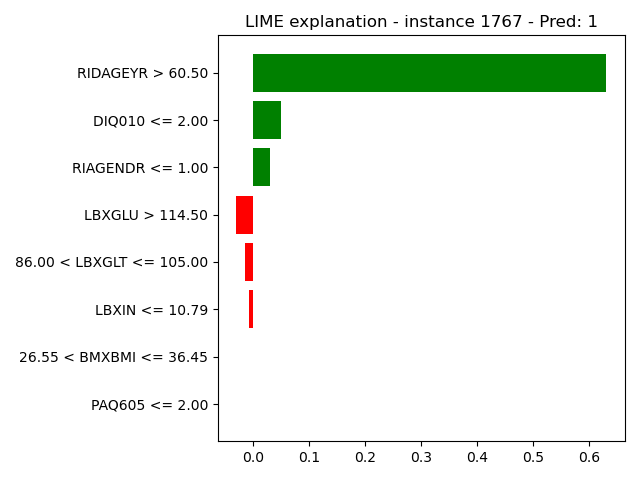 LIME explanation - instance 1767 - Pred: 1
RIDAGEYR > 60.50
DIQ010 <= 2.00
RIAGENDR <= 1.00
LBXGLU > 114.50
86.00 < LBXGLT <= 105.00
LBXIN <= 10.79
26.55 < BMXBMI <= 36.45
PAQ605 <= 2.00
0.0 0.1 0.2 0.3 0.4 0.5 0.6